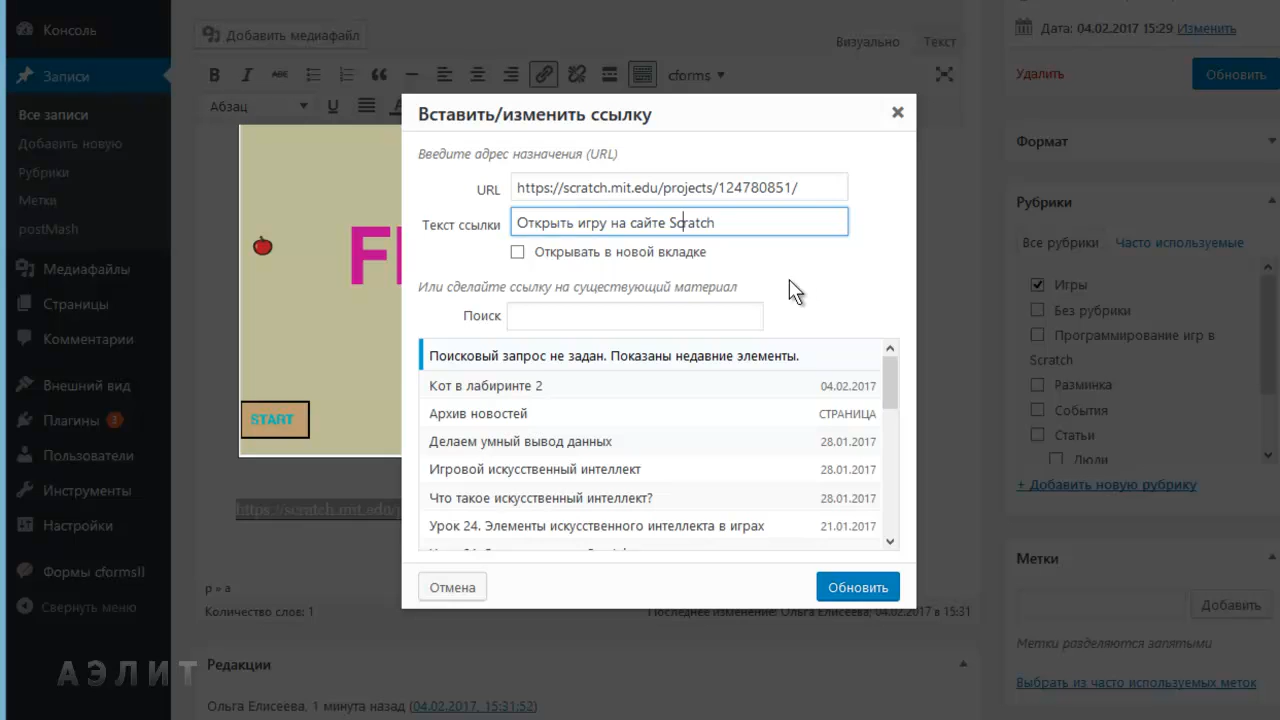 Консоль
Записи
Все записи
Добавить новую
Рубрики
Метки
postMash
Медиафайлы
Страницы
Комментарии
Внешний вид
Плагины 3
Пользователи
Инструменты
Настройки
Формы cformsII
Свернуть меню
Добавить медиафайл
Визуально Текст
B I ABC cforms
Абзац U A
START
https://scratch.mit.edu/p
p » a
Количество слов: 1
Последнее изменение: Ольга Елисеева; 04.02.2017 в 15:31
Редакции
Ольга Елисеева, 1 минута назад (04.02.2017, 15:31:52)
Вставить/изменить ссылку
Введите адрес назначения (URL)
URL https://scratch.mit.edu/projects/124780851/
Текст ссылки Открыть игру на сайте Scratch
Открывать в новой вкладке
Или сделайте ссылку на существующий материал
Поиск
Поисковый запрос не задан. Показаны недавние элементы.
Кот в лабиринте 2 04.02.2017
Архив новостей СТРАНИЦА
Делаем умный вывод данных 28.01.2017
Игровой искусственный интеллект 28.01.2017
Что такое искусственный интеллект? 28.01.2017
Урок 24. Элементы искусственного интеллекта в играх 21.01.2017
Отмена Обновить
Дата: 04.02.2017 15:29 Изменить
Удалить Обновить
Формат
Рубрики
Все рубрики Часто используемые
Игры
Без рубрики
Программирование игр в
Scratch
Разминка
События
Статьи
Люди
+ Добавить новую рубрику
Метки
Добавить
Метки разделяются запятыми
Выбрать из часто используемых меток
АЭЛИТ